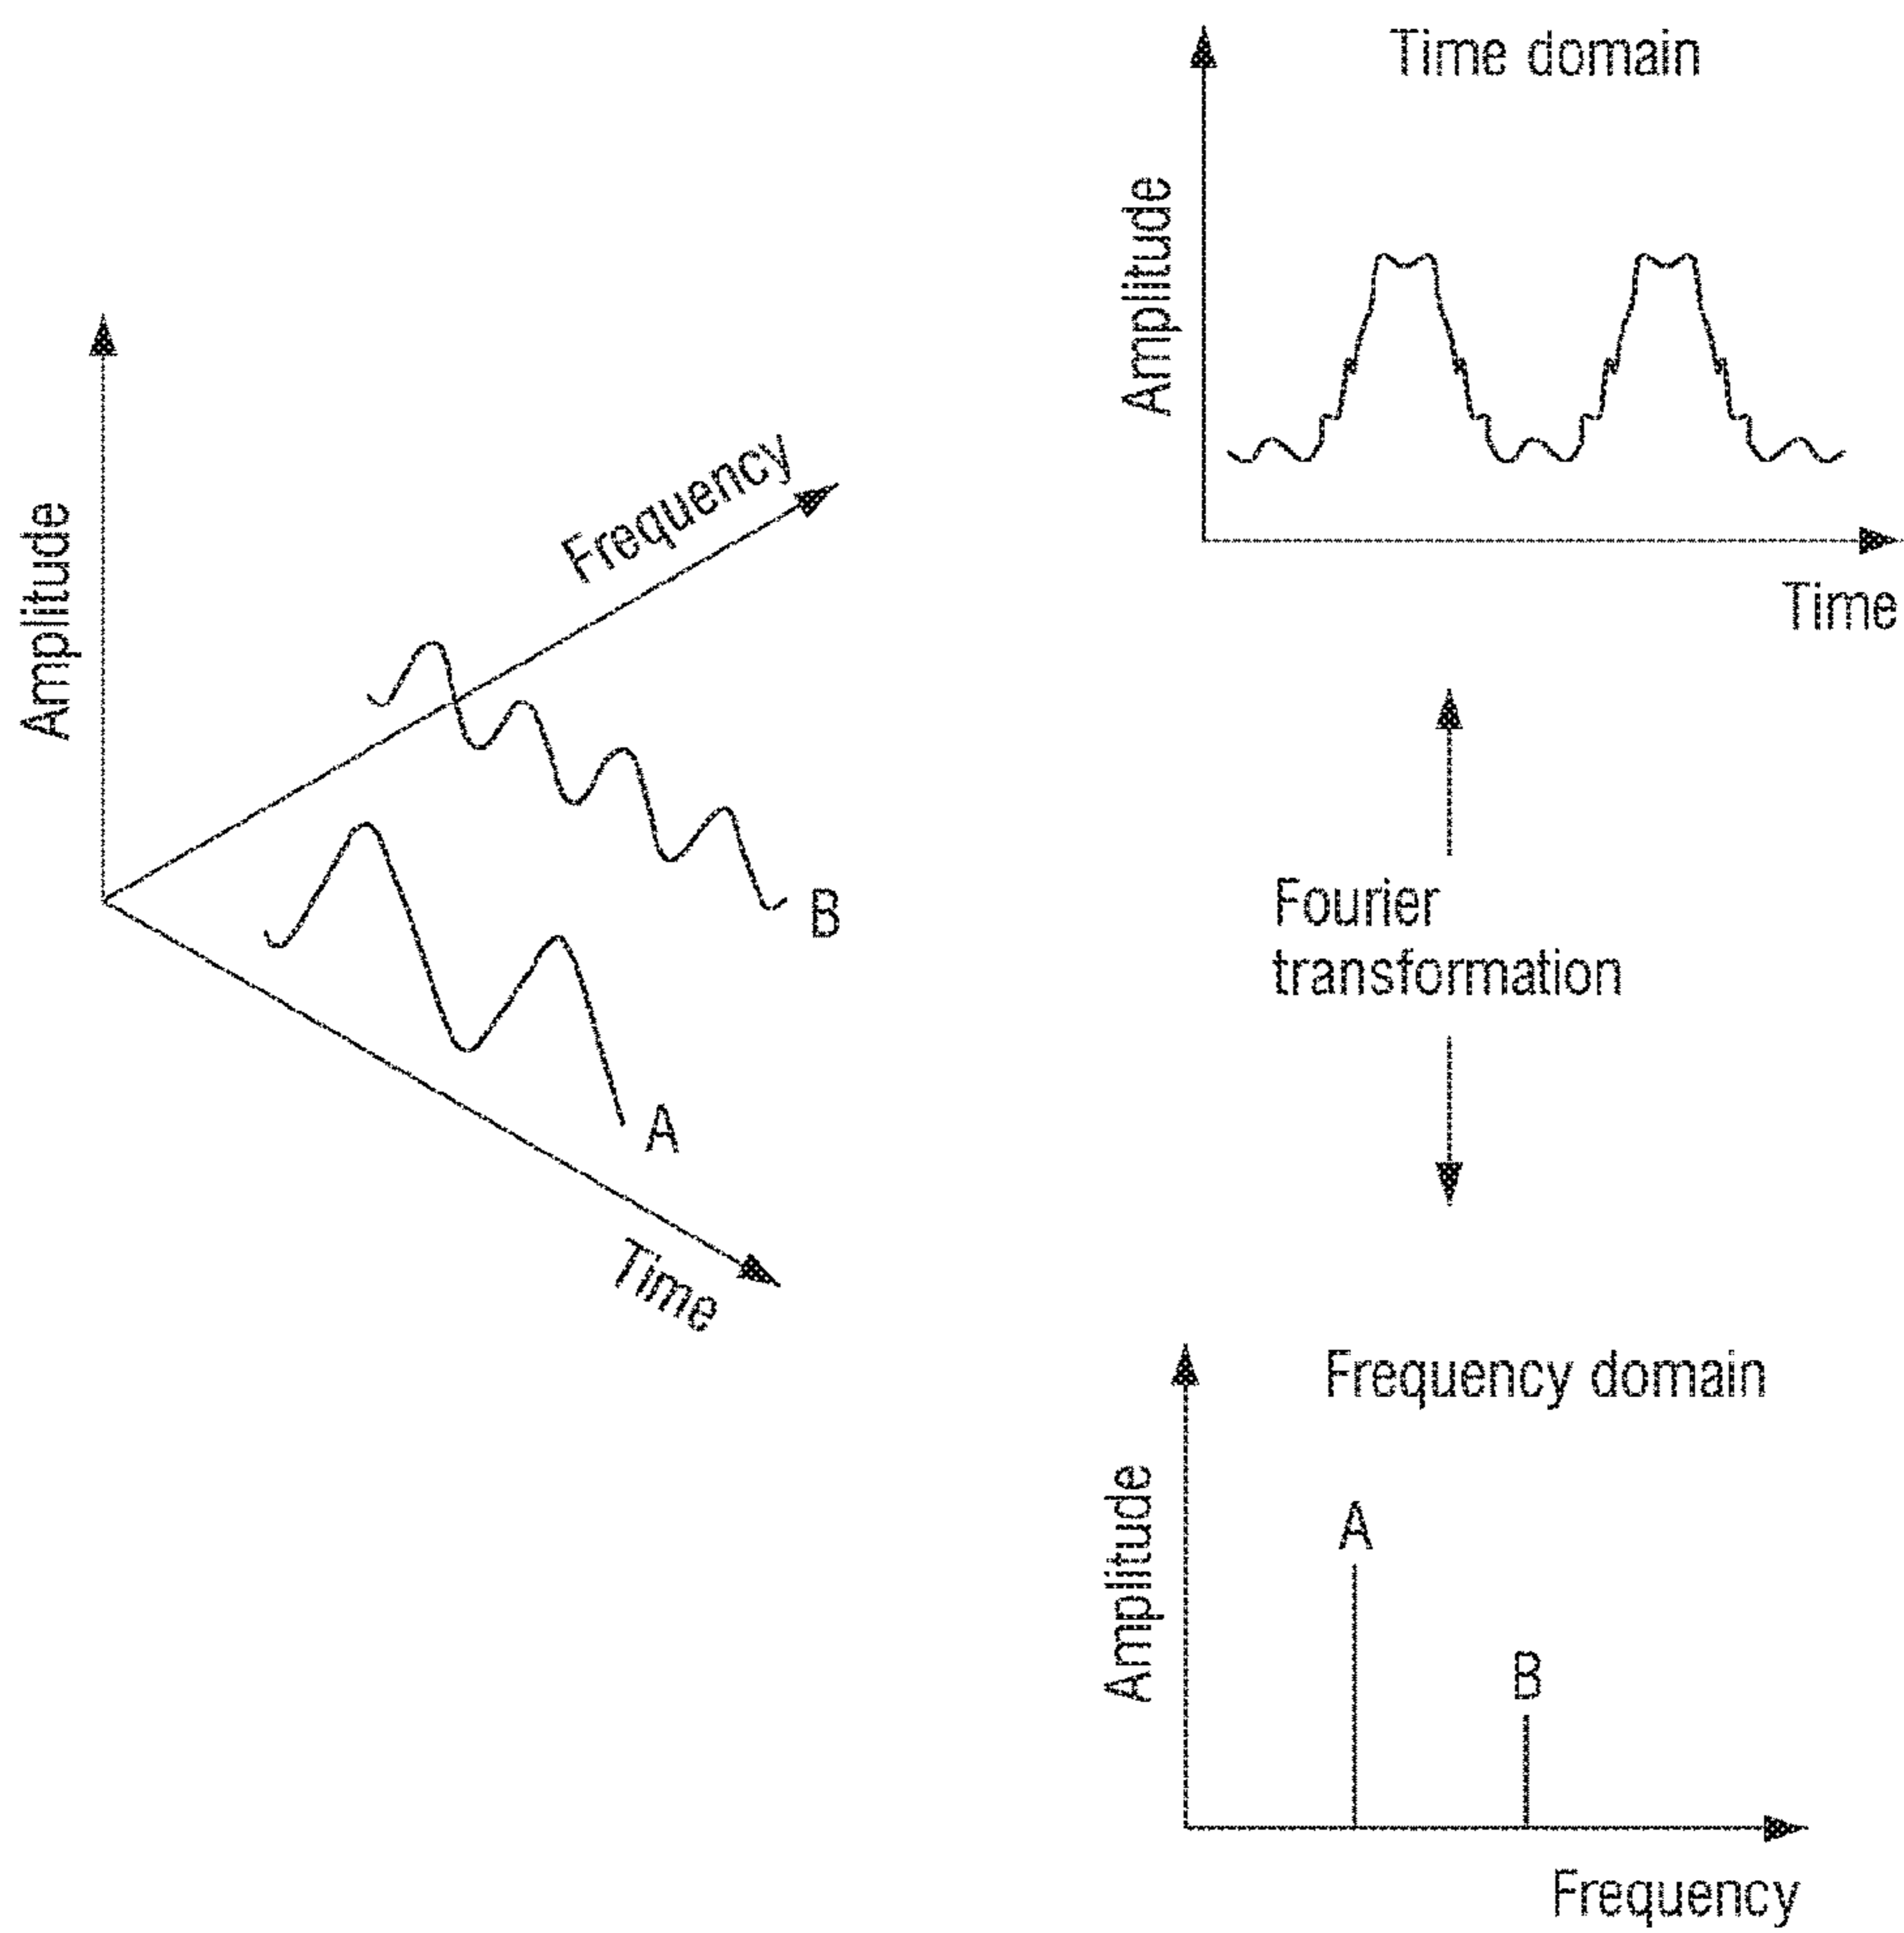 Amplitude
Frequency
B
A
Time
Time domain
Amplitude
Time
Fourier
transformation
Frequency domain
Amplitude
A
B
Frequency